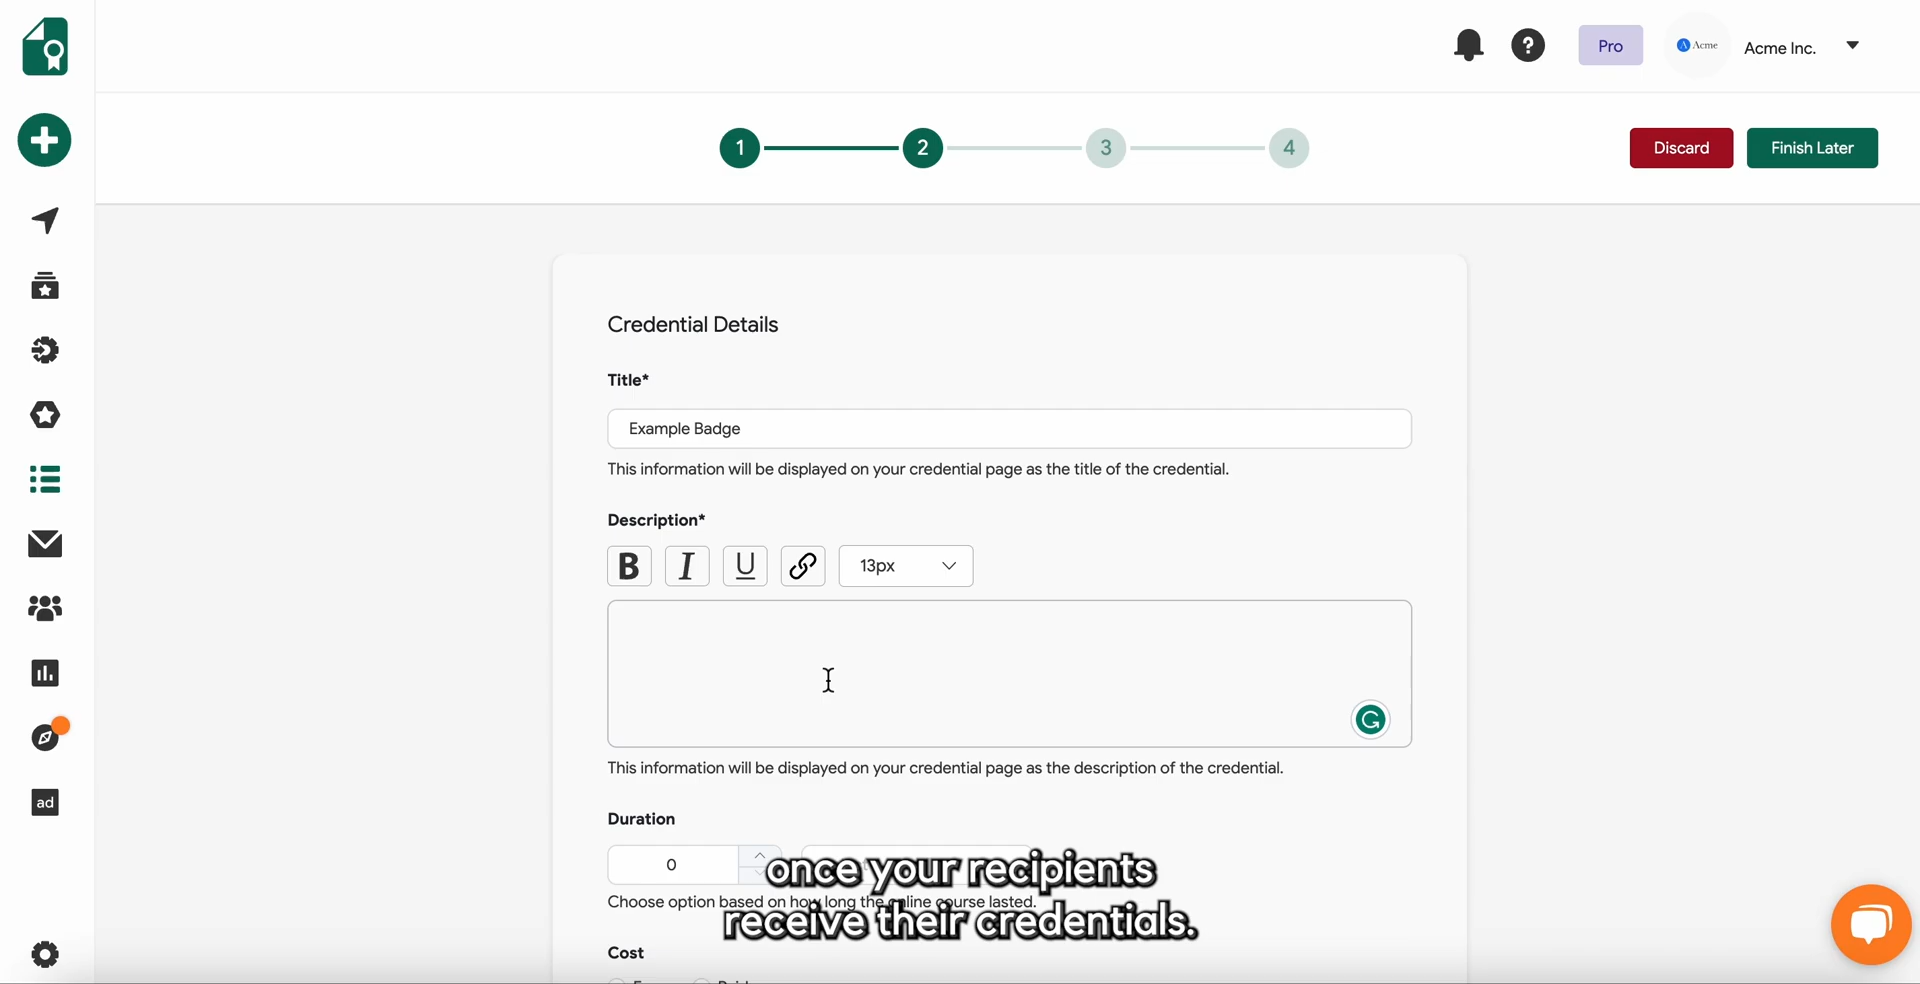 Pro
Acme
Acme Inc.
1
2
3
4
Discard
Finish Later
Credential Details
Title*
Example Badge
This information will be displayed on your credential page as the title of the credential.
Description*
B
I
U
13px
This information will be displayed on your credential page as the description of the credential.
Duration
0
Choose option based on how long the online course lasted.
once your recipients
receive their credentials.
Cost
ad